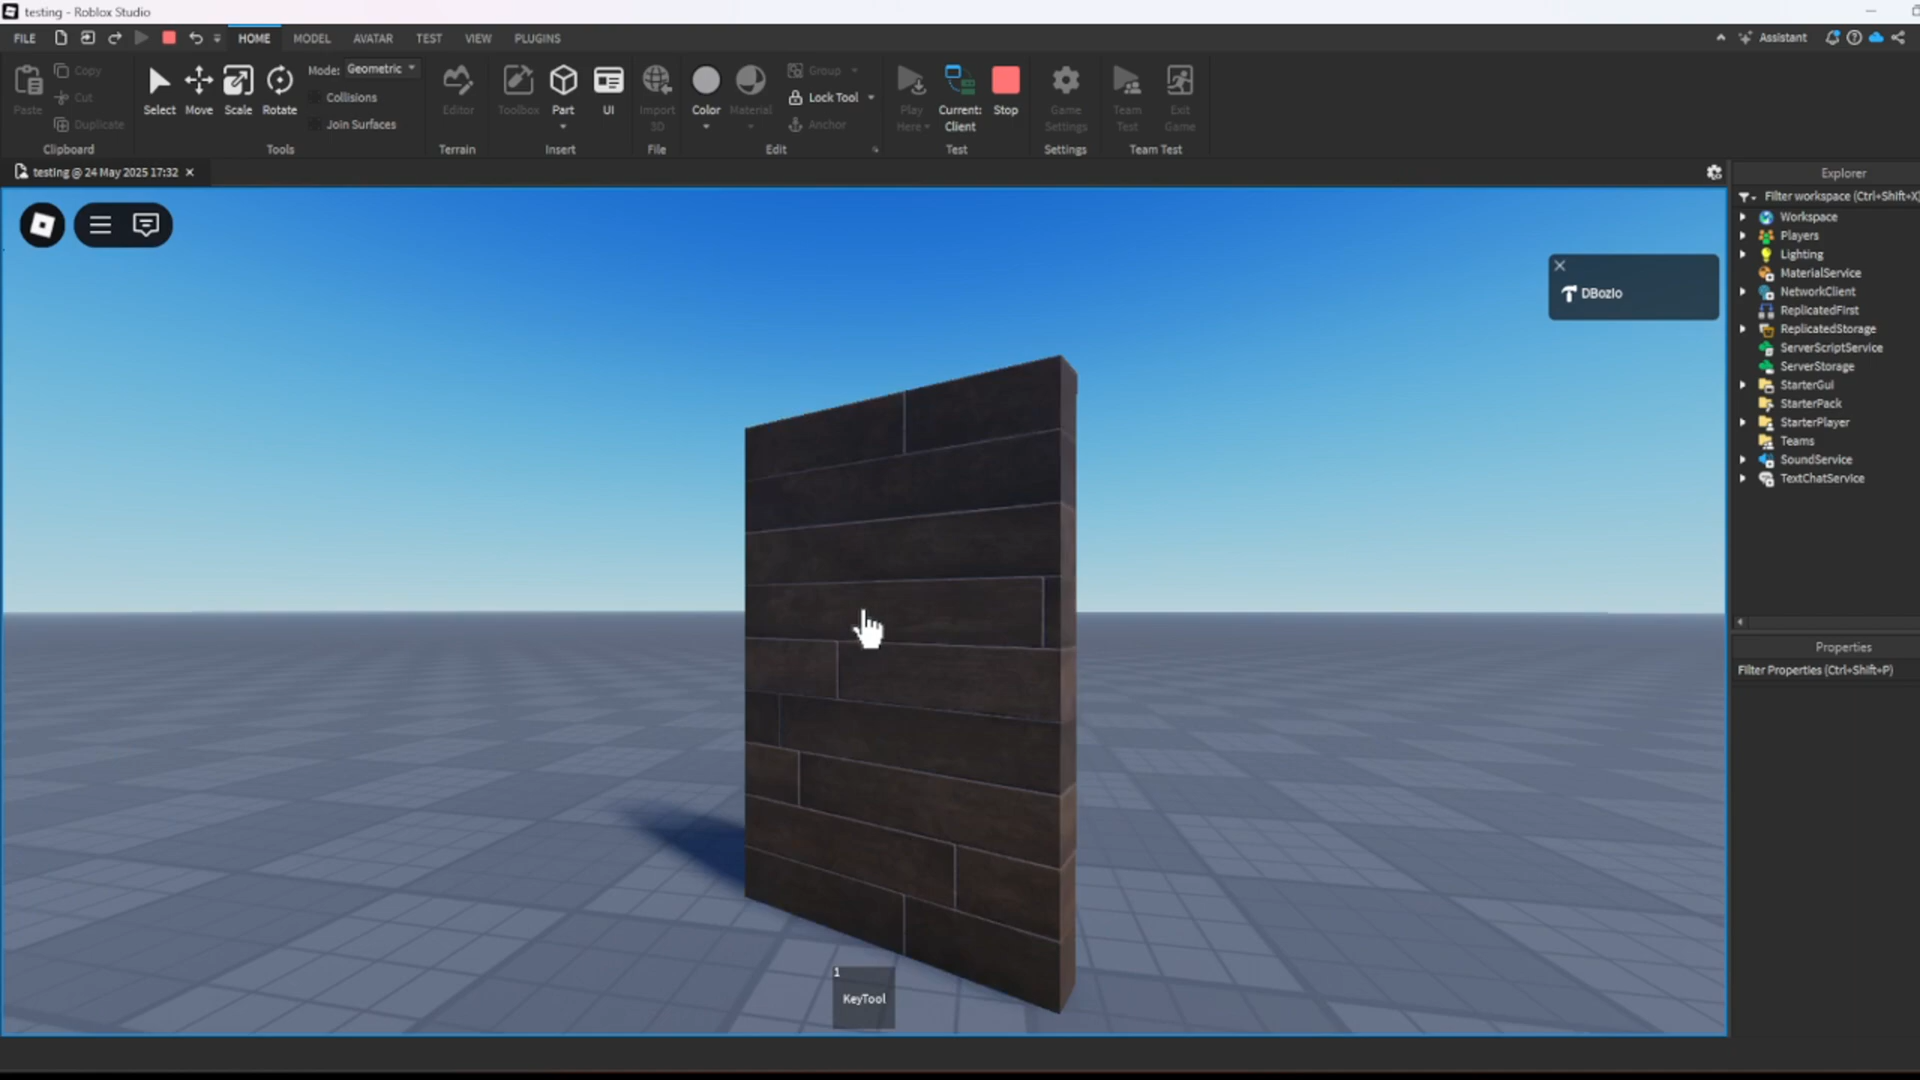 testing - Roblox Studio
FILE HOME MODEL AVATAR TEST VIEW PLUGINS Assistant
Paste Copy Cut Duplicate Clipboard
Select Move Scale Rotate Mode: Geometric Collisions Join Surfaces Tools
Editor Terrain
Toolbox Part UI Insert
Import 3D File
Color Material Group Lock Tool Anchor Edit
Play Here Current: Client Stop Test
Game Settings Settings
Team Test Exit Game Team Test
testing @ 24 May 2025 17:32
DBozlo
1
KeyTool
Explorer
Filter workspace (Ctrl+Shift+X)
Workspace
Players
Lighting
MaterialService
NetworkClient
ReplicatedFirst
ReplicatedStorage
ServerScriptService
ServerStorage
StarterGui
StarterPack
StarterPlayer
Teams
SoundService
TextChatService
Properties
Filter Properties (Ctrl+Shift+P)